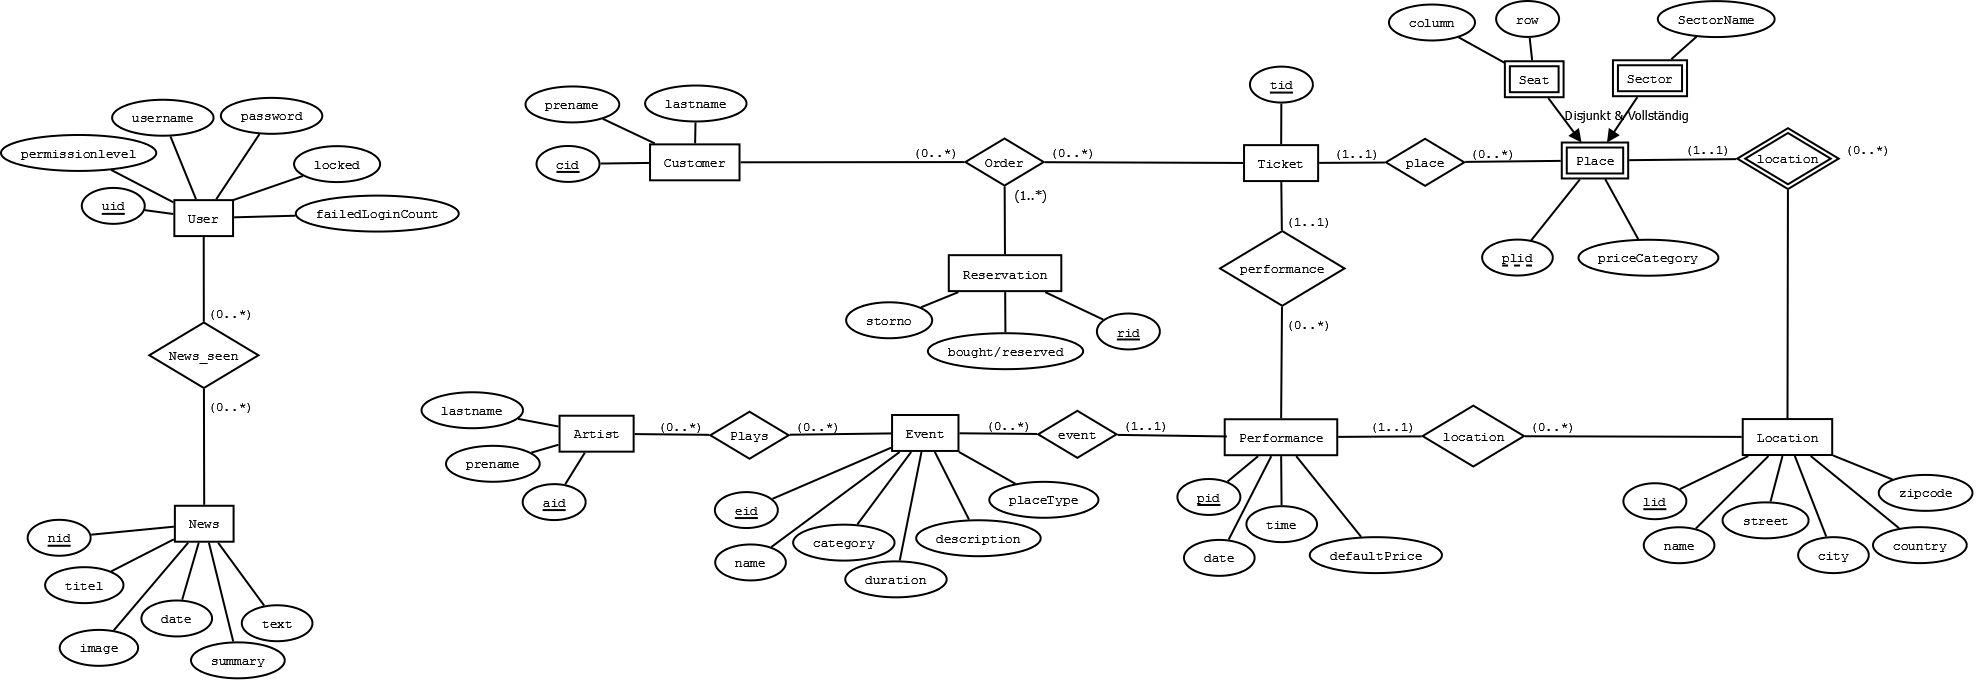 column
row
SectorName
Seat
Sector
Disjunkt & Vollständig
tid
prename
lastname
username
password
permissionlevel
locked
cid
Customer
(0..*)
Order
(0..*)
(1..*)
Ticket
(1..1)
place
(0..*)
Place
(1..1)
location
(0..*)
uid
User
failedLoginCount
(1..1)
performance
(0..*)
plid
priceCategory
Reservation
storno
bought/reserved
rid
(0..*)
News_seen
(0..*)
lastname
prename
aid
Artist
(0..*)
Plays
(0..*)
Event
(0..*)
event
(1..1)
Performance
(1..1)
location
(0..*)
Location
eid
name
category
duration
description
placeType
pid
date
time
defaultPrice
lid
name
street
city
country
zipcode
News
nid
titel
image
date
summary
text